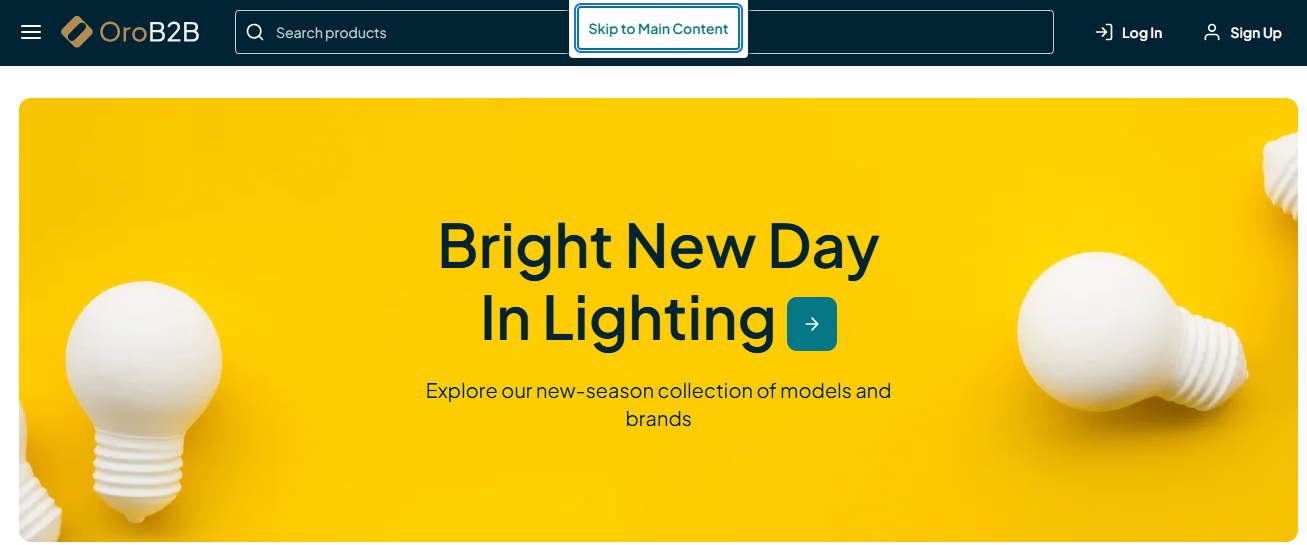 OroB2B
Search products
Skip to Main Content
Log In
Sign Up
Bright New Day
In Lighting
Explore our new-season collection of models and
brands